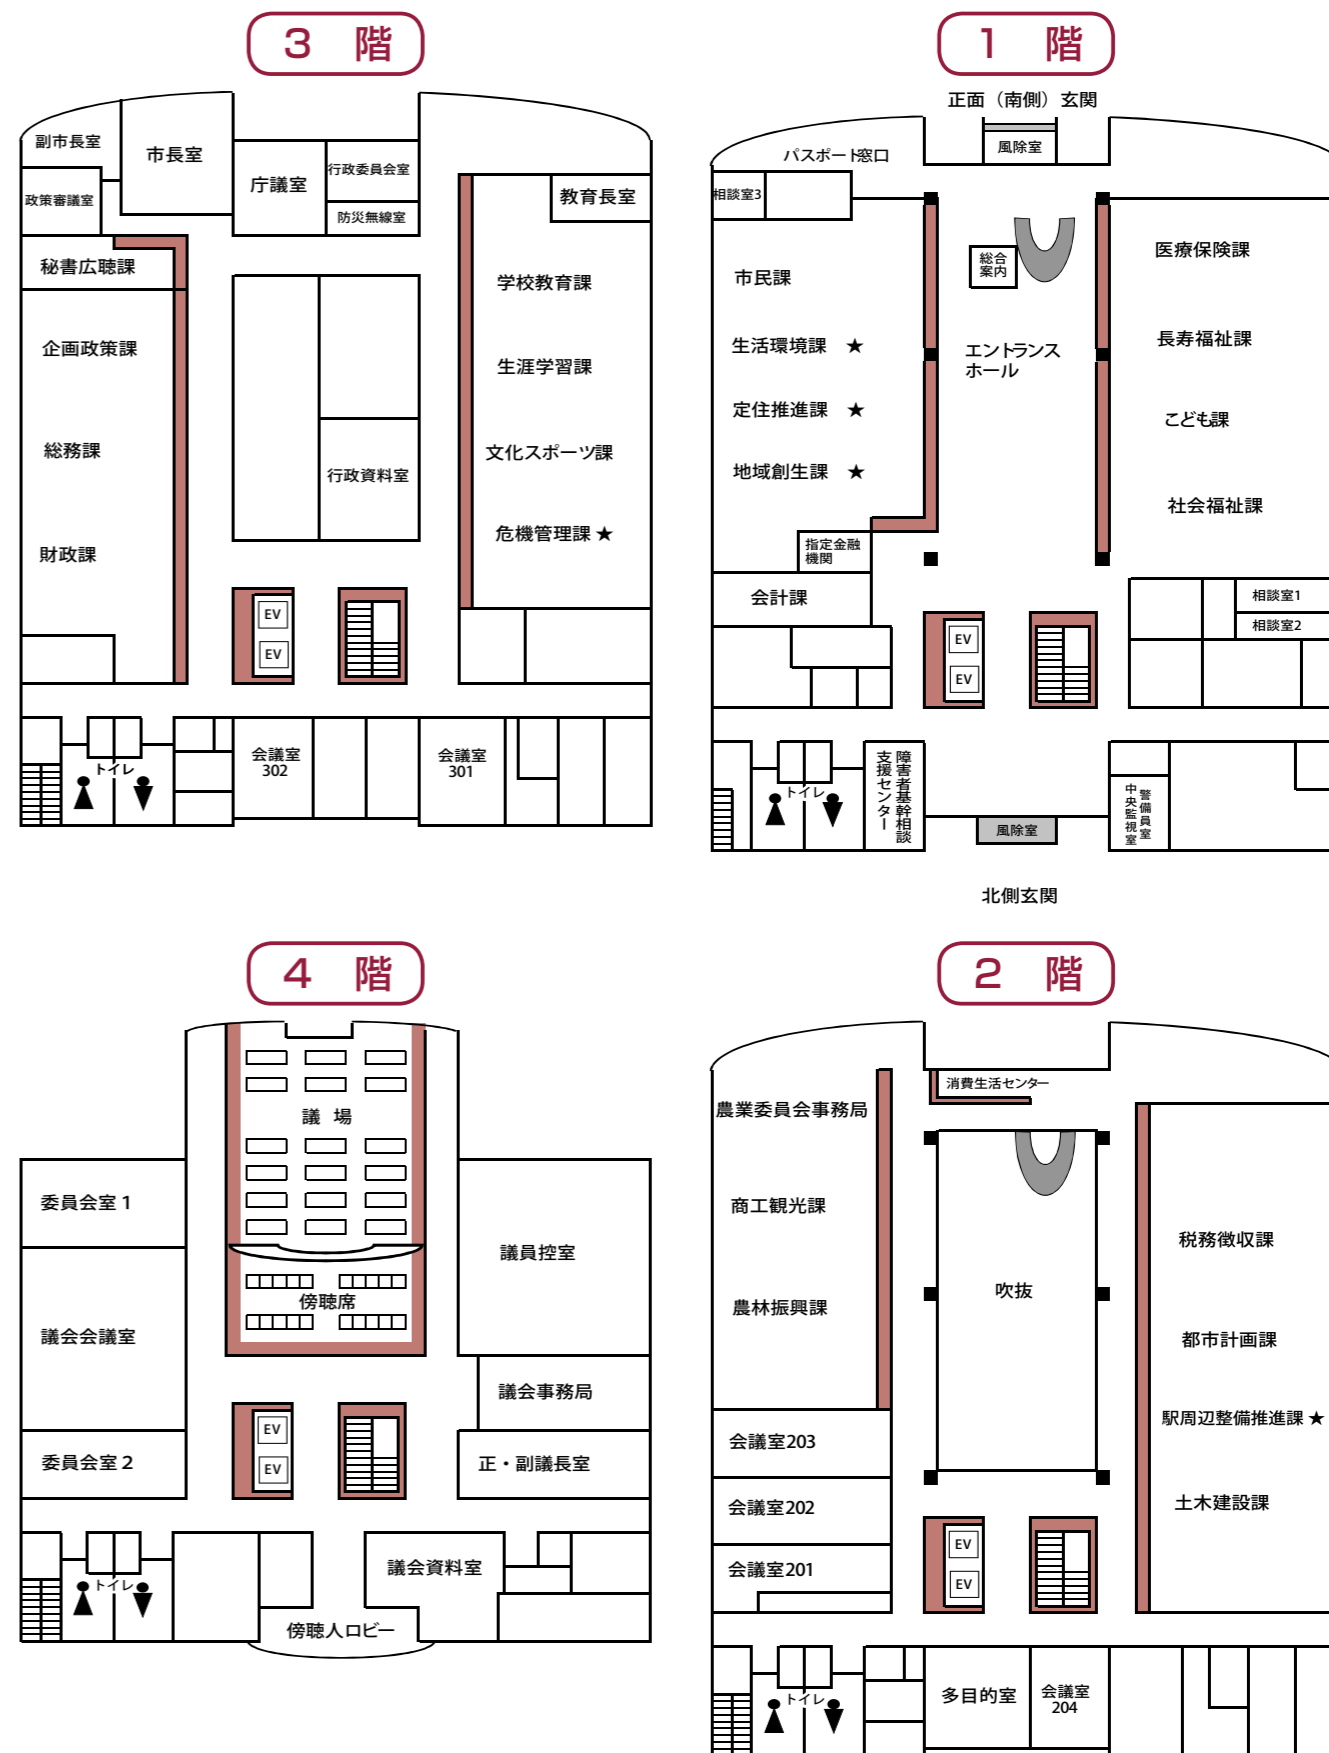 3 階
副市長室
市長室
政策審議室
庁議室
行政委員会室
防災無線室
教育長室
秘書広聴課
企画政策課
総務課
財政課
行政資料室
学校教育課
生涯学習課
文化スポーツ課
危機管理課 ★
EV
EV
トイレ
会議室
302
会議室
301
1 階
正面（南側）玄関
風除室
パスポート窓口
相談室3
市民課
生活環境課 ★
定住推進課 ★
地域創生課 ★
指定金融
機関
会計課
総合
案内
エントランス
ホール
医療保険課
長寿福祉課
こども課
社会福祉課
相談室1
相談室2
EV
EV
トイレ
障害者基幹相談
支援センター
風除室
警備員室
中央監視室
北側玄関
4 階
議 場
傍聴席
委員会室 1
議会会議室
委員会室 2
議員控室
議会事務局
正・副議長室
EV
EV
トイレ
議会資料室
傍聴人ロビー
2 階
消費生活センター
農業委員会事務局
商工観光課
農林振興課
会議室203
会議室202
会議室201
吹抜
税務徴収課
都市計画課
駅周辺整備推進課 ★
土木建設課
EV
EV
トイレ
多目的室
会議室
204